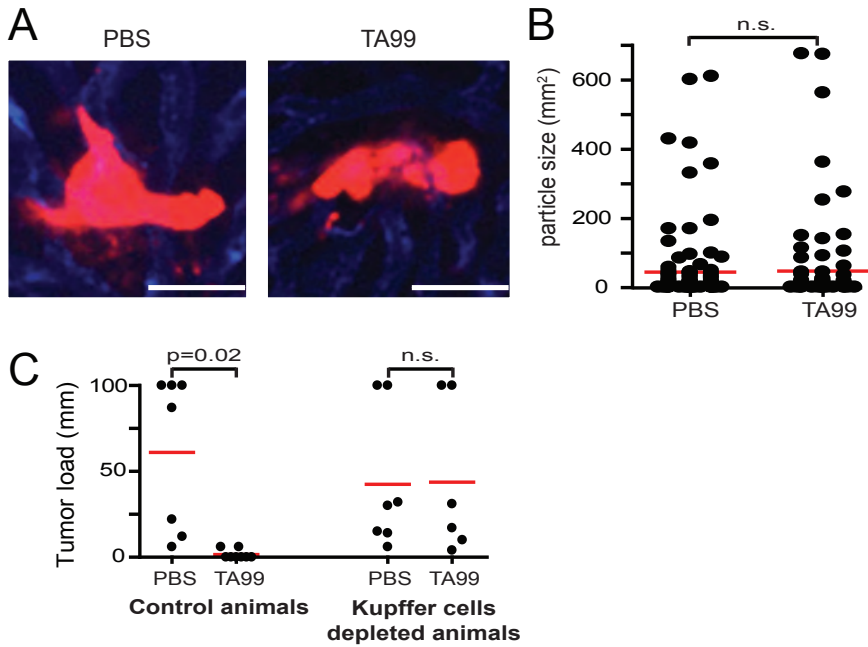 A
PBS
TA99
B
n.s.
particle size (mm²)
600
400
200
0
PBS
TA99
C
p=0.02
n.s.
Tumor load (mm)
100
50
0
PBS
TA99
PBS
TA99
Control animals
Kupffer cells
depleted animals